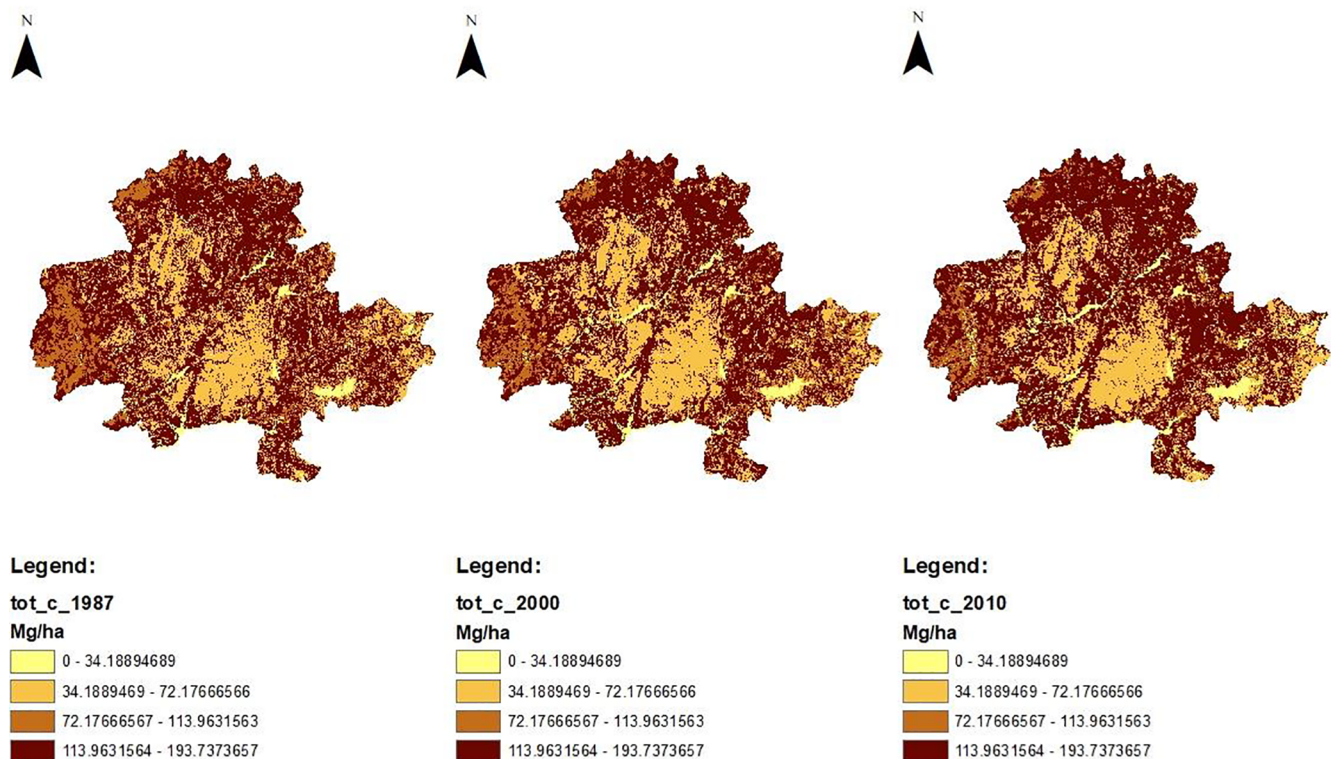 N
N
N
Legend:
tot_c_1987
Mg/ha
0 - 34.18894689
34.1889469 - 72.17666566
72.17666567 - 113.9631563
113.9631564 - 193.7373657
Legend:
tot_c_2000
Mg/ha
0 - 34.18894689
34.1889469 - 72.17666566
72.17666567 - 113.9631563
113.9631564 - 193.7373657
Legend:
tot_c_2010
Mg/ha
0 - 34.18894689
34.1889469 - 72.17666566
72.17666567 - 113.9631563
113.9631564 - 193.7373657